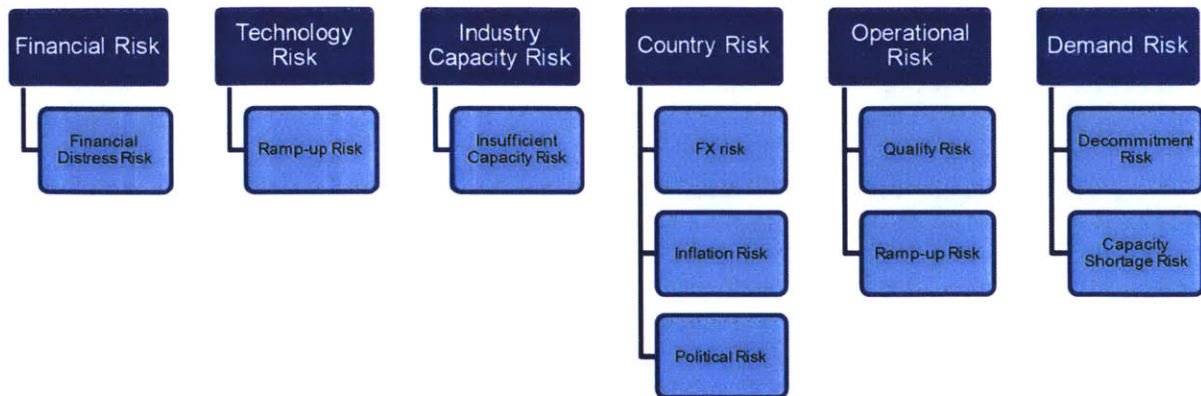 Financial Risk
Technology
Risk
Industry
Capacity Risk
Country Risk
Operational
Risk
Demand Risk
Financial
Distress Risk
Ramp-up Risk
Insufficient
Capacity Risk
FX risk
Quality Risk
Decommitment
Risk
Inflation Risk
Ramp-up Risk
Capacity
Shortage Risk
Political Risk